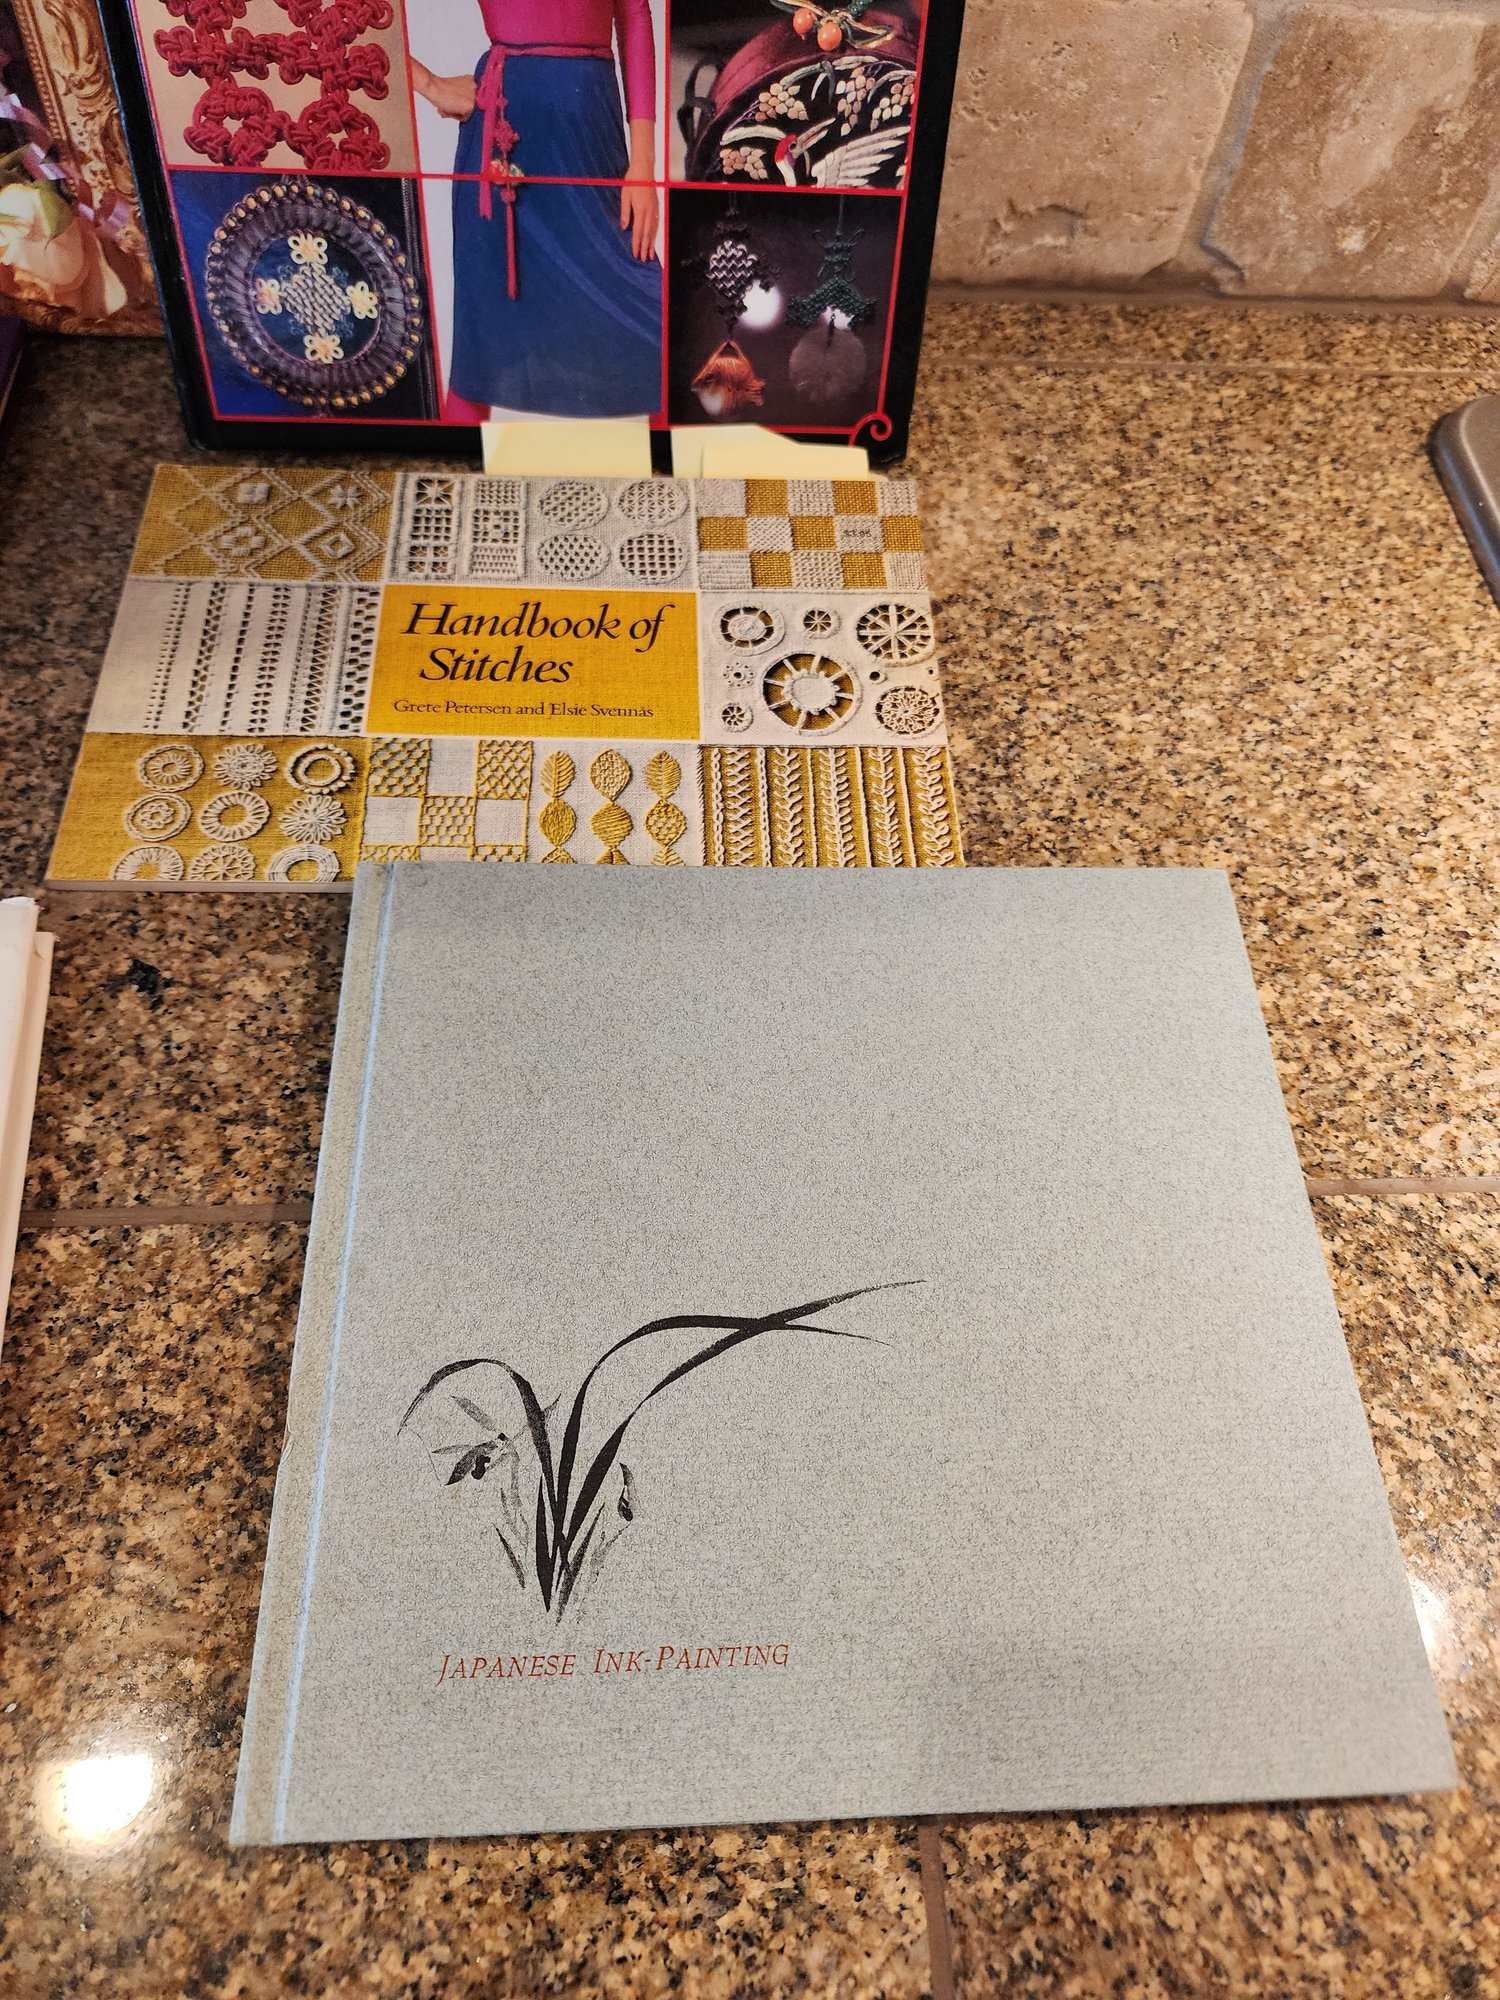 Handbook of
Stitches
Grete Petersen and Elsie Svennås
JAPANESE INK-PAINTING